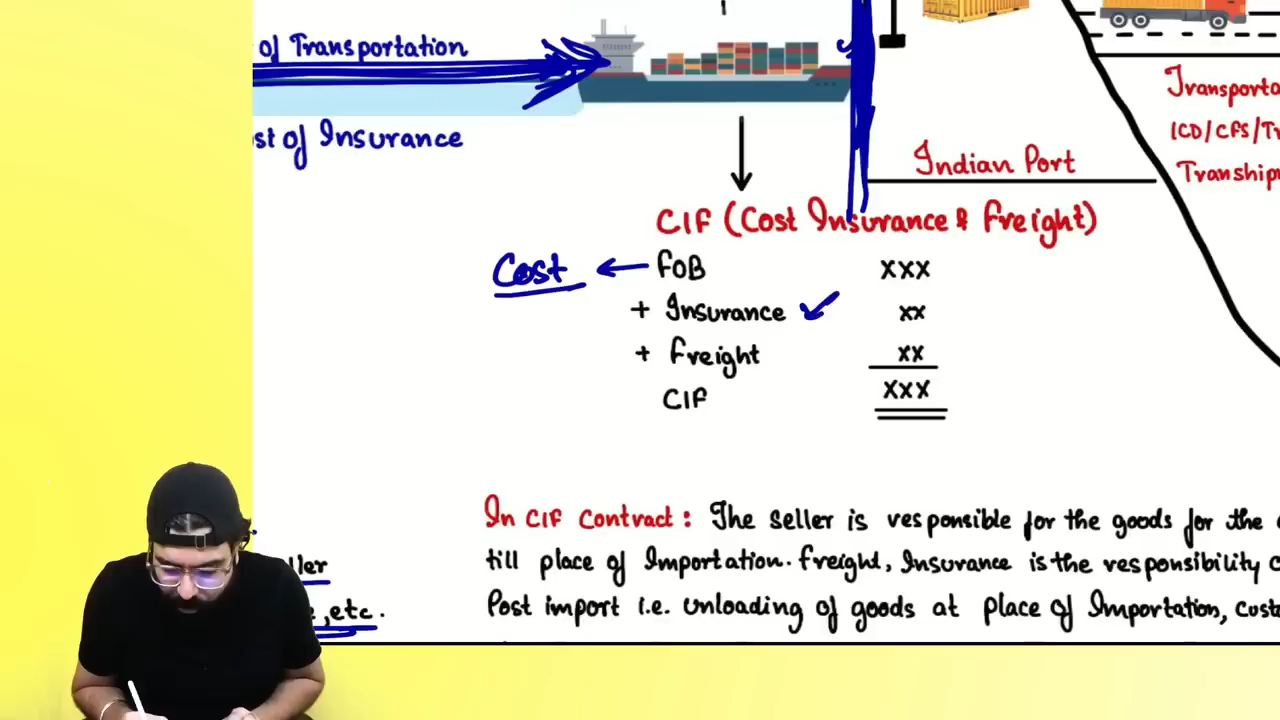 of Transportation
st of Insurance
Transporta
ICD/CFS/Tr
Tranship
Indian Port
CIF (Cost Insurance & Freight)
Cost ← FOB XXX
+ Insurance ✓ XX
+ Freight XX
CIF XXX
In CIF Contract: The seller is responsible for the goods for the
till place of Importation. Freight, Insurance is the responsibility
Post import i.e. unloading of goods at place of Importation, Custo
ller
,etc.